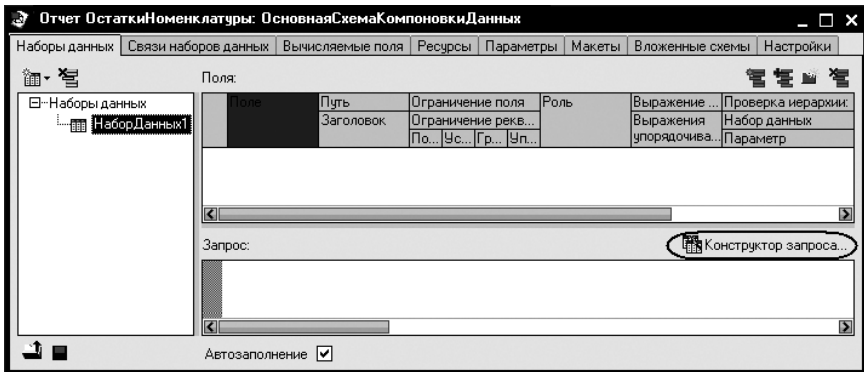 Отчет ОстаткиНоменклатуры: ОсновнаяСхемаКомпоновкиДанных
Наборы данных Связи наборов данных Вычисляемые поля Ресурсы Параметры Макеты Вложенные схемы Настройки
Поля:
Наборы данных
НаборДанных1
Поле Путь Ограничение поля Роль Выражение ... Проверка иерархии:
Заголовок Ограничение рекв... Выражения Набор данных
По... Ус... Гр... Уп... упорядочива... Параметр
Запрос: Конструктор запроса...
Автозаполнение